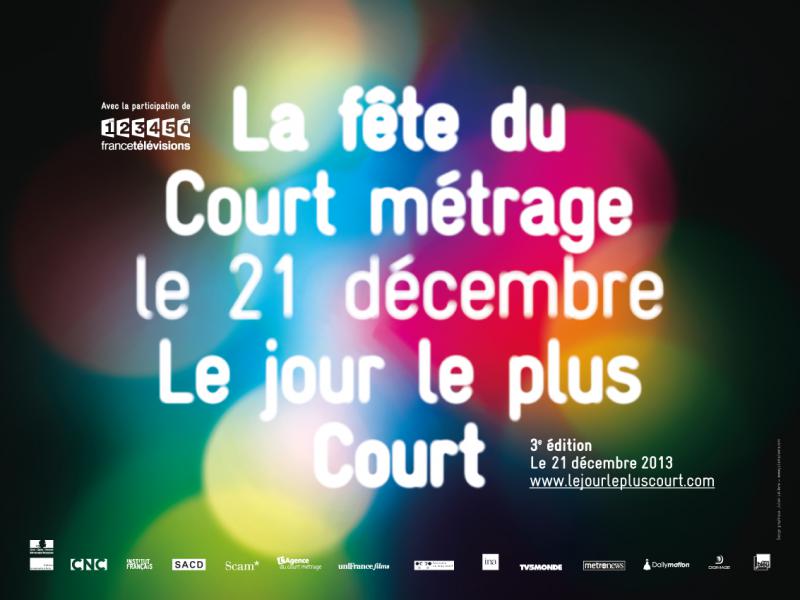 Avec la participation de
123456
francetélévisions
La fête du
Court métrage
le 21 décembre
Le jour le plus
Court
3e édition
Le 21 décembre 2013
www.lejourlepluscourt.com
CNC
INSTITUT
FRANÇAIS
SACD
Scam*
L'Agence
du court métrage
uniFrance films
ina
TV5MONDE
metronews
Dailymotion
DIGIMAGE